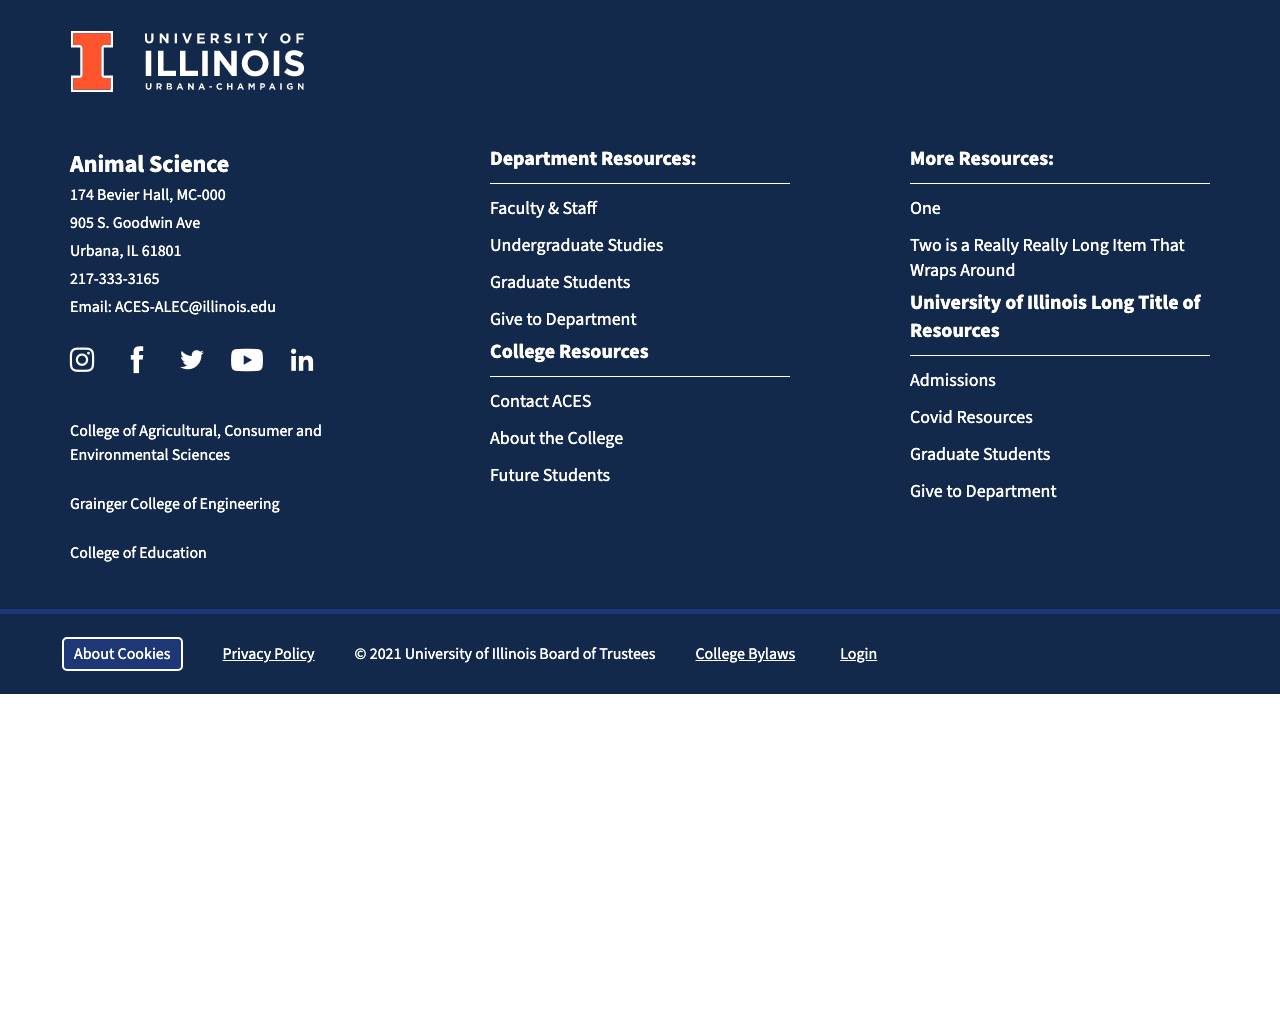 UNIVERSITY OF
ILLINOIS
URBANA-CHAMPAIGN
Animal Science
174 Bevier Hall, MC-000
905 S. Goodwin Ave
Urbana, IL 61801
217-333-3165
Email: ACES-ALEC@illinois.edu
College of Agricultural, Consumer and
Environmental Sciences
Grainger College of Engineering
College of Education
Department Resources:
Faculty & Staff
Undergraduate Studies
Graduate Students
Give to Department
College Resources
Contact ACES
About the College
Future Students
More Resources:
One
Two is a Really Really Long Item That
Wraps Around
University of Illinois Long Title of
Resources
Admissions
Covid Resources
Graduate Students
Give to Department
About Cookies
Privacy Policy
© 2021 University of Illinois Board of Trustees
College Bylaws
Login